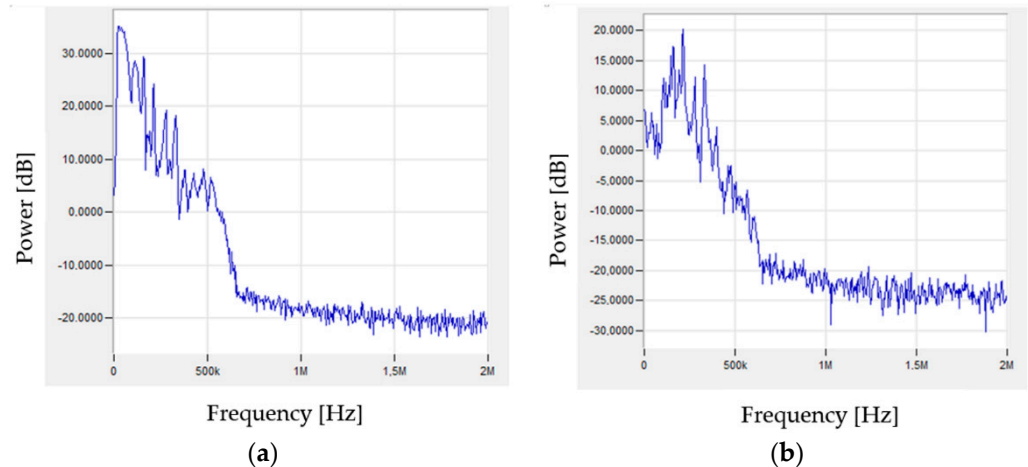 30.0000
20.0000
10.0000
0.0000
-10.0000
-20.0000
Power [dB]
0 500k 1M 1,5M 2M
Frequency [Hz]
(a)
20.0000
15.0000
10.0000
5.0000
0.0000
-5.0000
-10.0000
-15.0000
-20.0000
-25.0000
-30.0000
Power [dB]
0 500k 1M 1,5M 2M
Frequency [Hz]
(b)